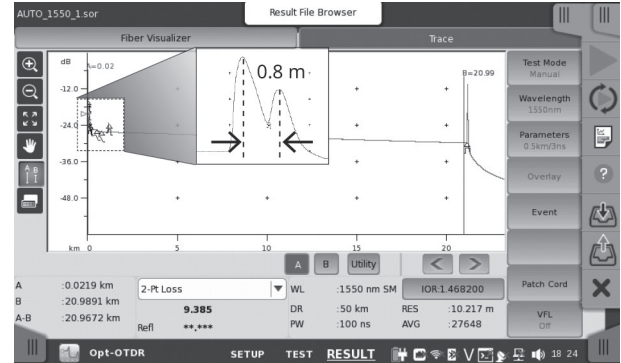 AUTO_1550_1.sor
Result File Browser
Fiber Visualizer
Trace
dB
A=0.02
0.8 m
B=20.99
-12.0
-24.0
-36.0
-48.0
km 0 5 10 15 20
Test Mode
Manual
Wavelength
1550nm
Parameters
0.5km/3ns
Overlay
Event
Patch Cord
VFL
Off
A B
?
A B Utility < >
A :0.0219 km
B :20.9891 km
A-B :20.9672 km
2-Pt Loss
9.385
Refl **.***
WL :1550 nm SM IOR:1.468200
DR :50 km RES :10.217 m
PW :100 ns AVG :27648
Opt-OTDR SETUP TEST RESULT 18 24